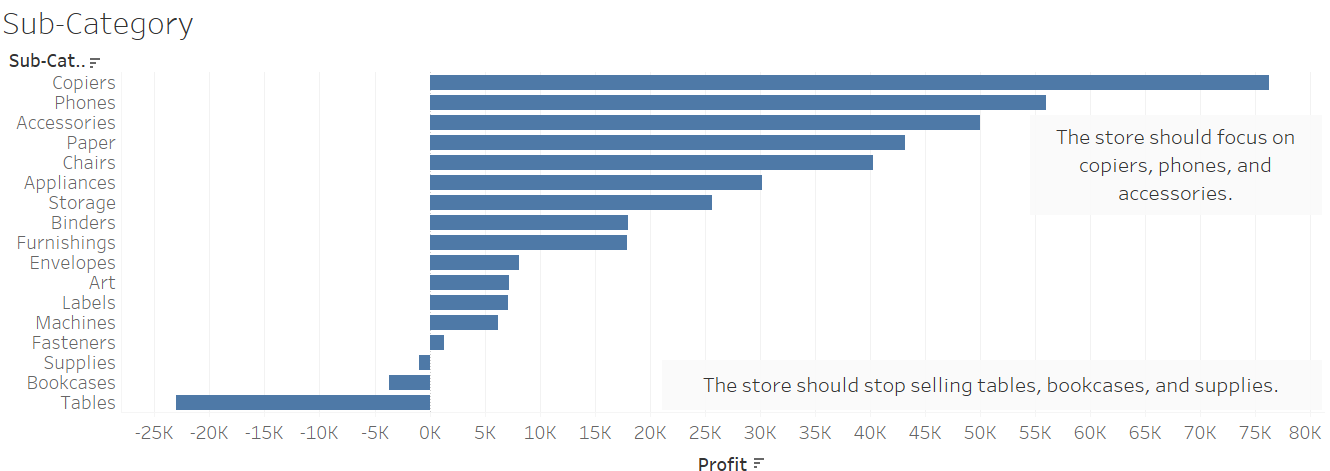 Sub-Category
Sub-Cat..
Copiers
Phones
Accessories
Paper
Chairs
Appliances
Storage
Binders
Furnishings
Envelopes
Art
Labels
Machines
Fasteners
Supplies
Bookcases
Tables
The store should focus on
copiers, phones, and
accessories.
The store should stop selling tables, bookcases, and supplies.
-25K -20K -15K -10K -5K 0K 5K 10K 15K 20K 25K 30K 35K 40K 45K 50K 55K 60K 65K 70K 75K 80K
Profit